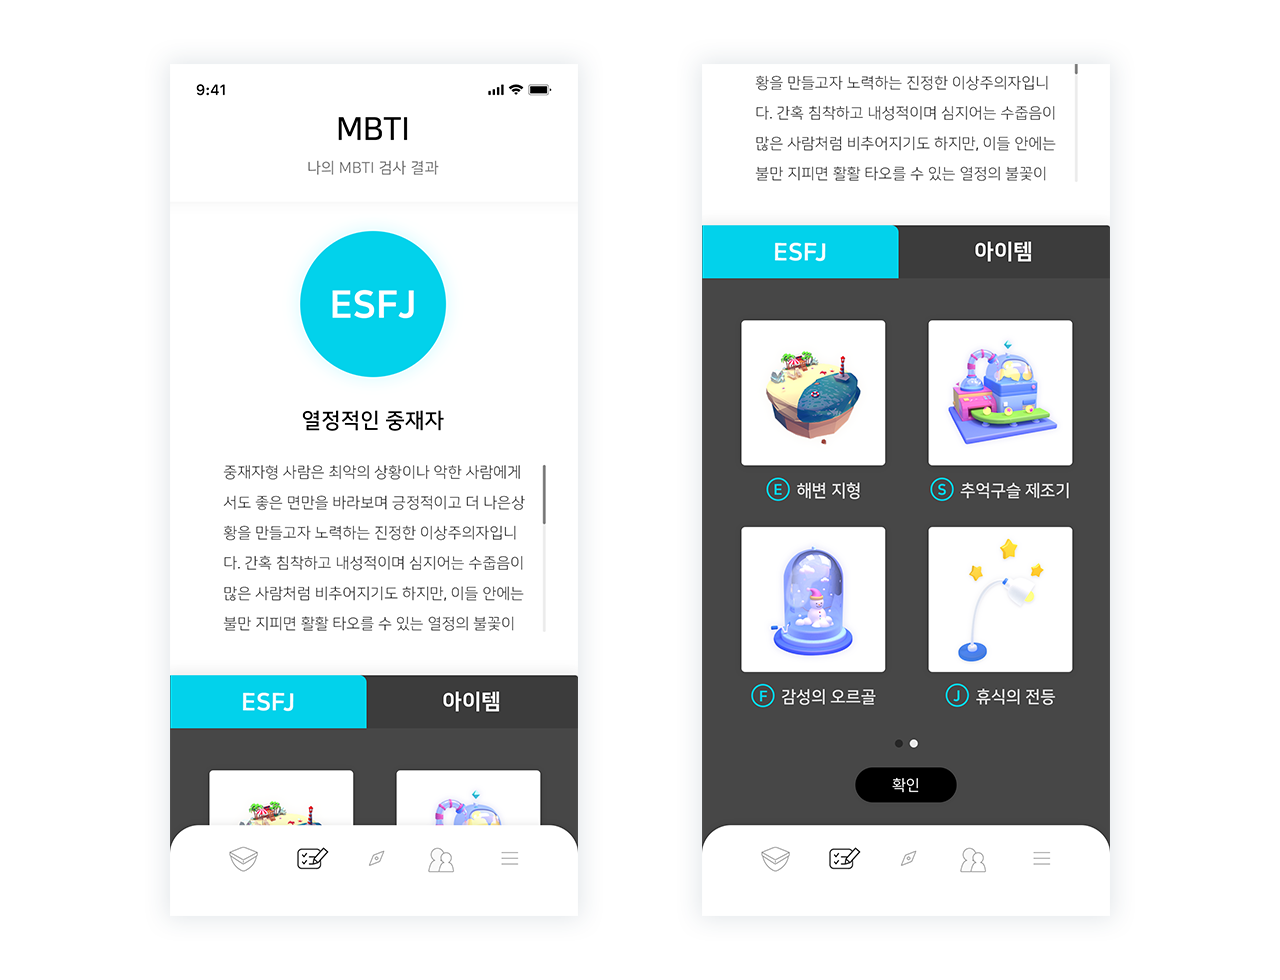 9:41
MBTI
나의 MBTI 검사 결과
ESFJ
열정적인 중재자
중재자형 사람은 최악의 상황이나 악한 사람에게
서도 좋은 면만을 바라보며 긍정적이고 더 나은상
황을 만들고자 노력하는 진정한 이상주의자입니
다. 간혹 침착하고 내성적이며 심지어는 수줍음이
많은 사람처럼 비추어지기도 하지만, 이들 안에는
불만 지피면 활활 타오를 수 있는 열정의 불꽃이
ESFJ
아이템
황을 만들고자 노력하는 진정한 이상주의자입니
다. 간혹 침착하고 내성적이며 심지어는 수줍음이
많은 사람처럼 비추어지기도 하지만, 이들 안에는
불만 지피면 활활 타오를 수 있는 열정의 불꽃이
ESFJ
아이템
E 해변 지형
S 추억구슬 제조기
F 감성의 오르골
J 휴식의 전등
확인